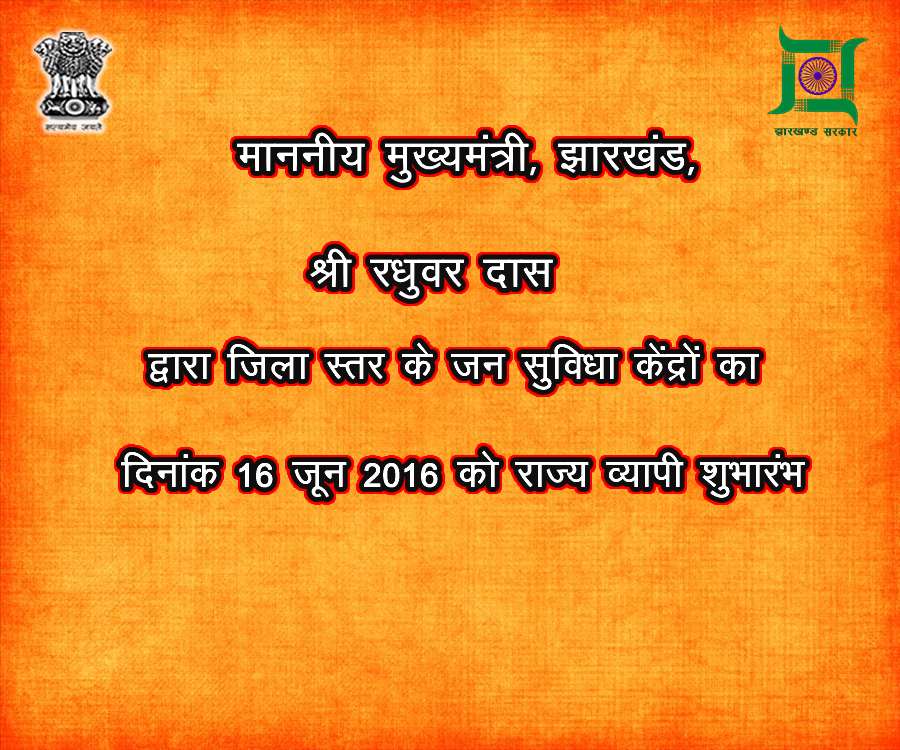 सत्यमेव जयते
झारखण्ड सरकार
माननीय मुख्यमंत्री, झारखंड,
श्री रधुवर दास
द्वारा जिला स्तर के जन सुविधा केंद्रों का
दिनांक 16 जून 2016 को राज्य व्यापी शुभारंभ